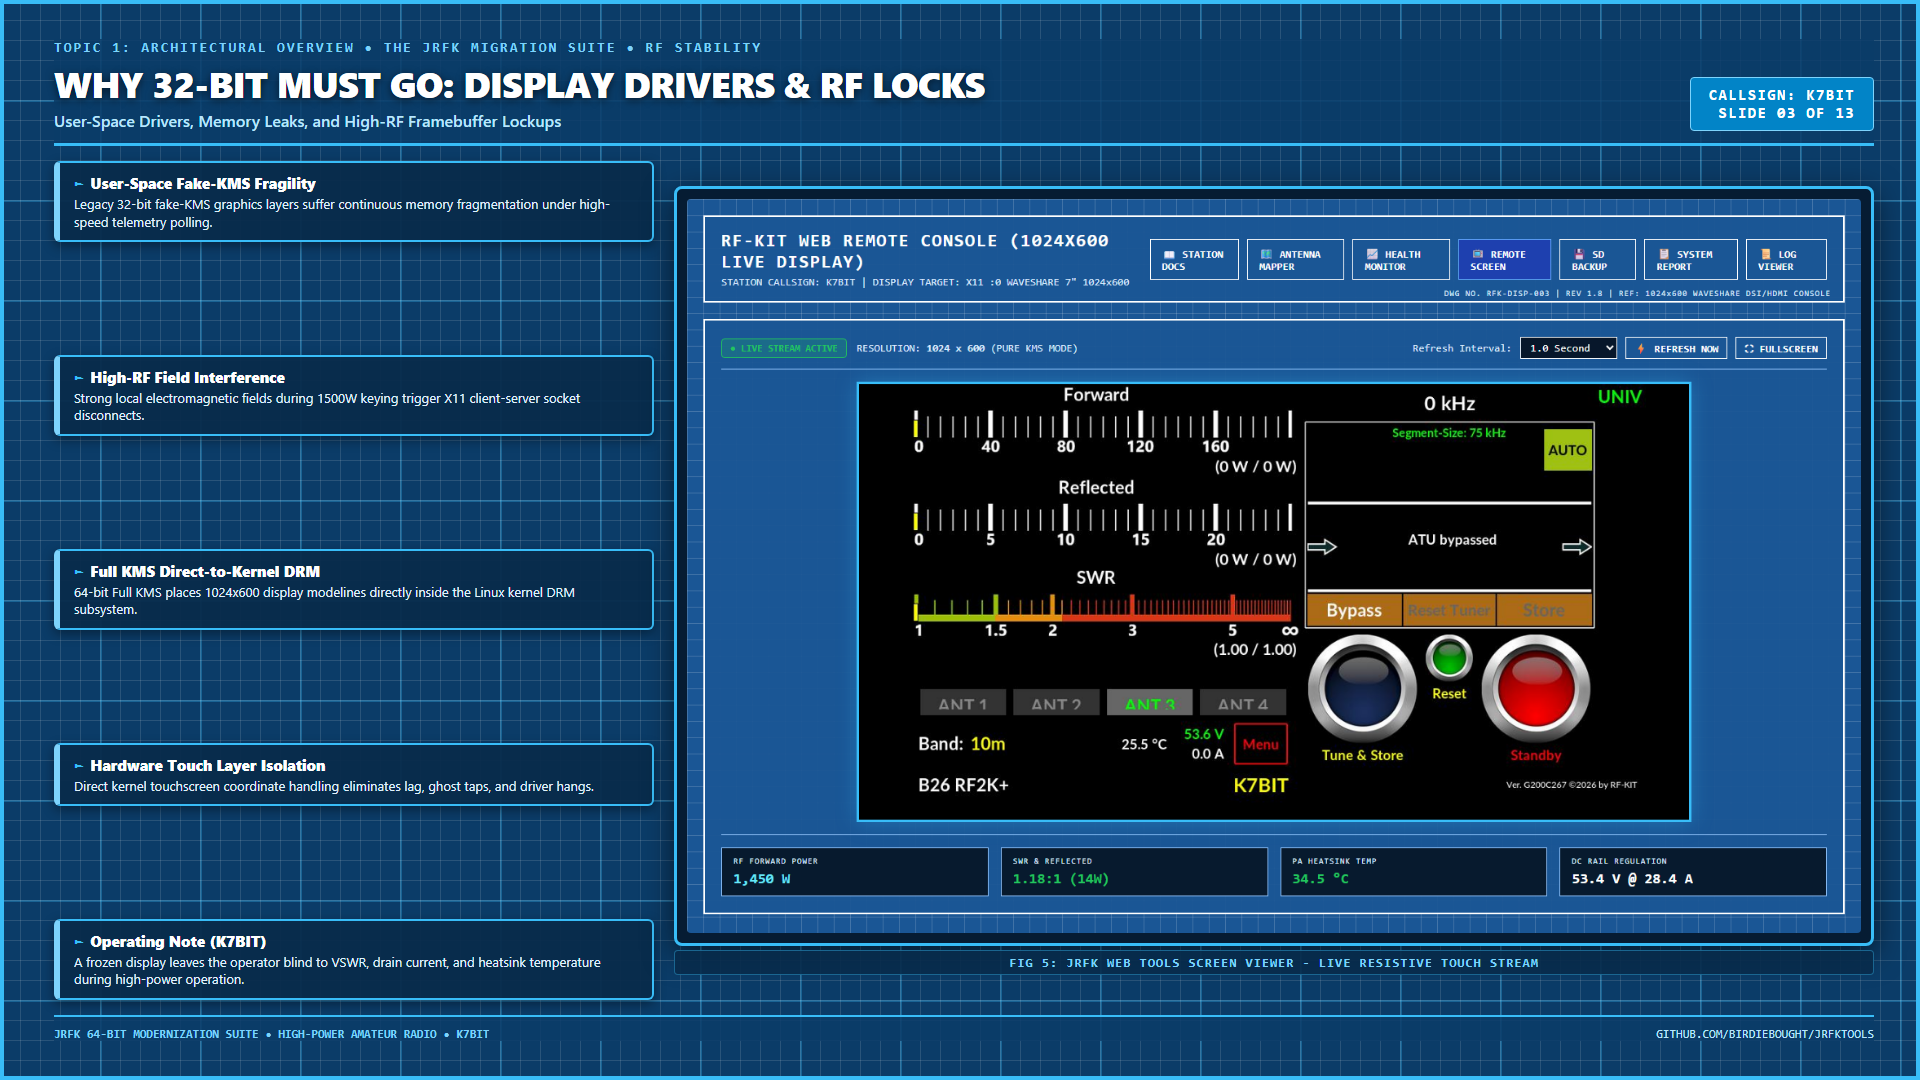 TOPIC 1: ARCHITECTURAL OVERVIEW • THE JRFK MIGRATION SUITE • RF STABILITY
WHY 32-BIT MUST GO: DISPLAY DRIVERS & RF LOCKS
User-Space Drivers, Memory Leaks, and High-RF Framebuffer Lockups
CALLSIGN: K7BIT
SLIDE 03 OF 13
► User-Space Fake-KMS Fragility
Legacy 32-bit fake-KMS graphics layers suffer continuous memory fragmentation under high-
speed telemetry polling.
► High-RF Field Interference
Strong local electromagnetic fields during 1500W keying trigger X11 client-server socket
disconnects.
► Full KMS Direct-to-Kernel DRM
64-bit Full KMS places 1024x600 display modelines directly inside the Linux kernel DRM
subsystem.
► Hardware Touch Layer Isolation
Direct kernel touchscreen coordinate handling eliminates lag, ghost taps, and driver hangs.
► Operating Note (K7BIT)
A frozen display leaves the operator blind to VSWR, drain current, and heatsink temperature
during high-power operation.
RF-KIT WEB REMOTE CONSOLE (1024X600
LIVE DISPLAY)
STATION CALLSIGN: K7BIT | DISPLAY TARGET: X11 :0 WAVESHARE 7" 1024x600
STATION
DOCS
ANTENNA
MAPPER
HEALTH
MONITOR
REMOTE
SCREEN
SD
BACKUP
SYSTEM
REPORT
LOG
VIEWER
DWG NO. RFK-DISP-003 | REV 1.8 | REF: 1024x600 WAVESHARE DSI/HDMI CONSOLE
● LIVE STREAM ACTIVE
RESOLUTION: 1024 x 600 (PURE KMS MODE)
Refresh Interval:
1.0 Second
REFRESH NOW
FULLSCREEN
Forward
0 40 80 120 160
(0 W / 0 W)
Reflected
0 5 10 15 20
(0 W / 0 W)
SWR
1 1.5 2 3 5 ∞
(1.00 / 1.00)
ANT 1
ANT 2
ANT 3
ANT 4
Band: 10m
25.5 °C
53.6 V
0.0 A
Menu
B26 RF2K+
K7BIT
0 kHz
UNIV
Segment-Size: 75 kHz
AUTO
ATU bypassed
Bypass
Reset Tuner
Store
Reset
Tune & Store
Standby
Ver. G200C267 ©2026 by RF-KIT
RF FORWARD POWER
1,450 W
SWR & REFLECTED
1.18:1 (14W)
PA HEATSINK TEMP
34.5 °C
DC RAIL REGULATION
53.4 V @ 28.4 A
FIG 5: JRFK WEB TOOLS SCREEN VIEWER - LIVE RESISTIVE TOUCH STREAM
JRFK 64-BIT MODERNIZATION SUITE • HIGH-POWER AMATEUR RADIO • K7BIT
GITHUB.COM/BIRDIEBOUGHT/JRFKTOOLS